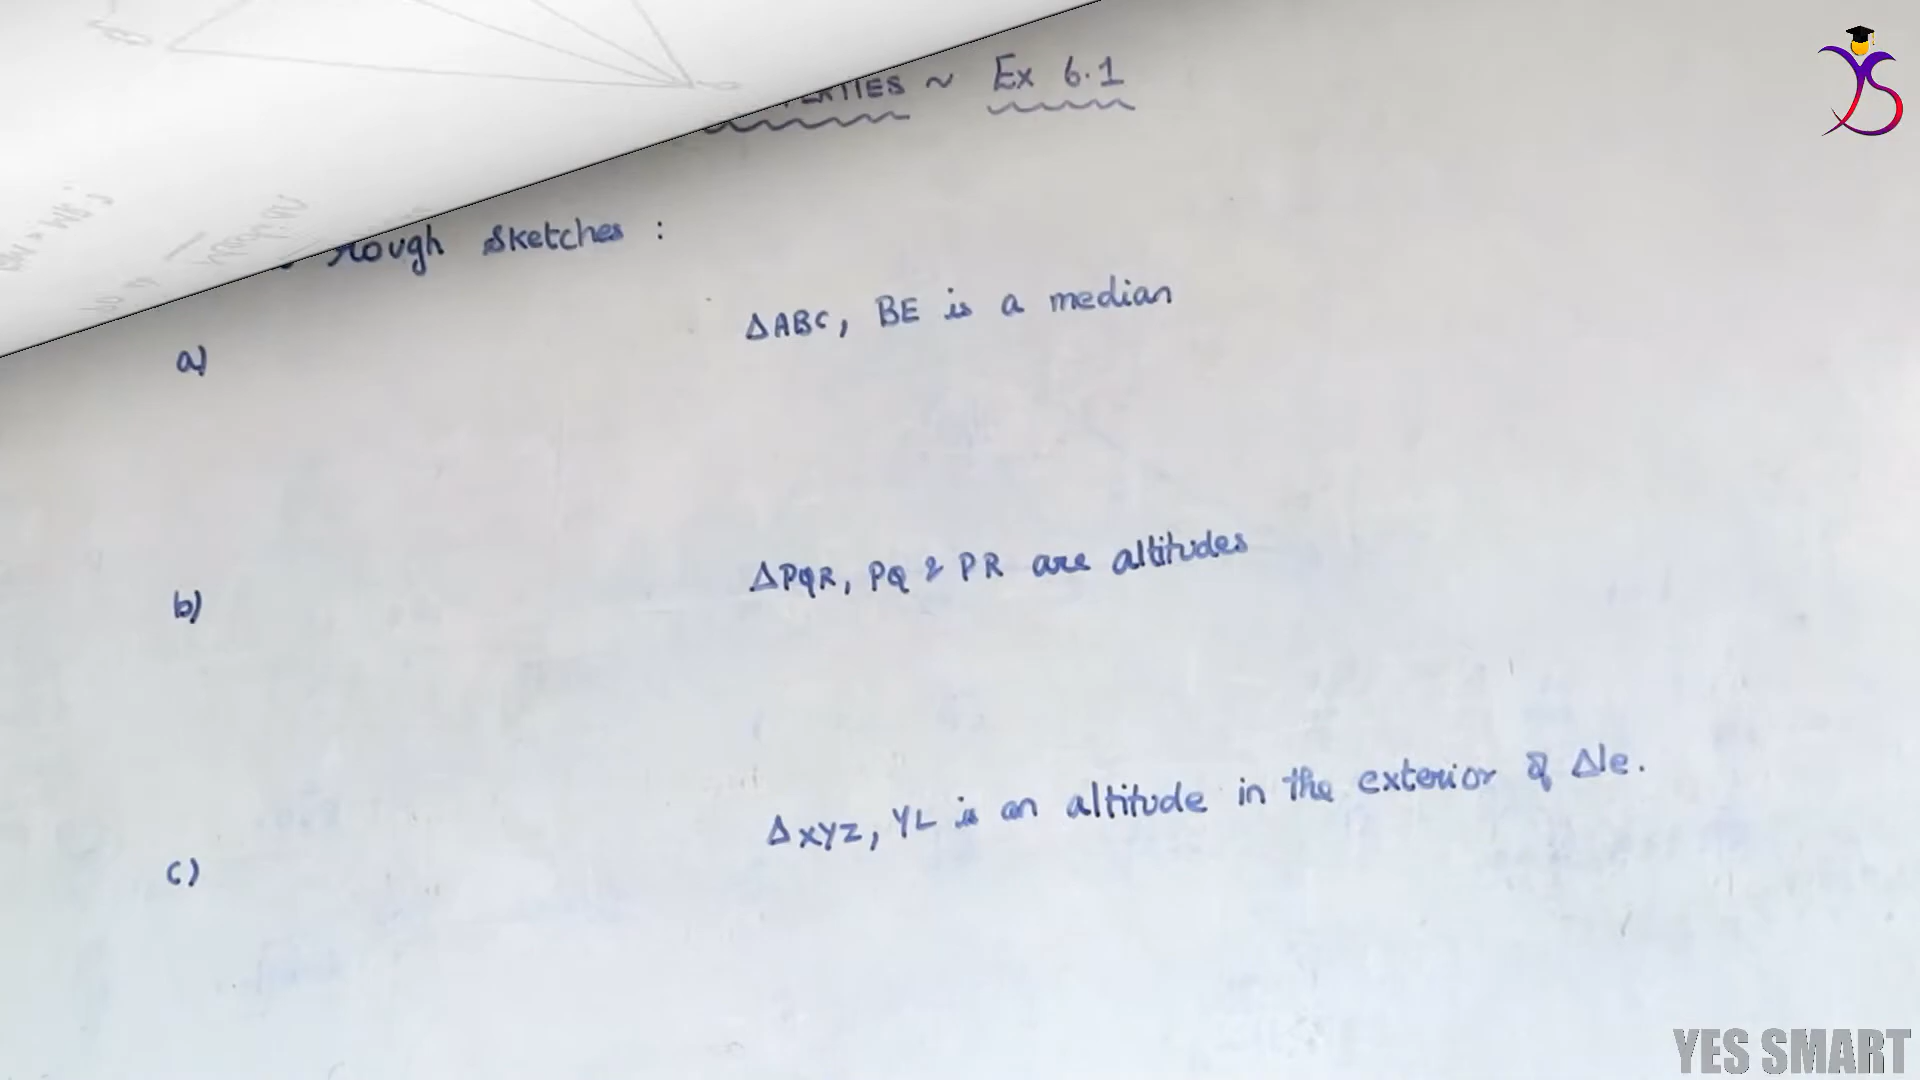 ~ Ex 6.1
rough Sketches :
a) ΔABC, BE is a median
b) ΔPQR, PQ & PR are altitudes
c) ΔXYZ, YL is an altitude in the exterior of Δle.
YES SMART